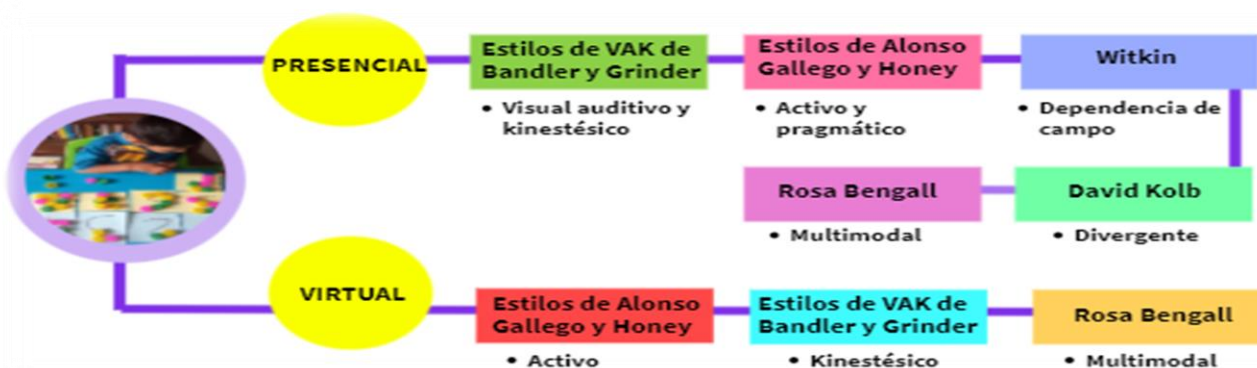 PRESENCIAL
Estilos de VAK de
Bandler y Grinder
• Visual auditivo y
kinestésico
Estilos de Alonso
Gallego y Honey
• Activo y
pragmático
Witkin
• Dependencia de
campo
Rosa Bengall
• Multimodal
David Kolb
• Divergente
VIRTUAL
Estilos de Alonso
Gallego y Honey
• Activo
Estilos de VAK de
Bandler y Grinder
• Kinestésico
Rosa Bengall
• Multimodal